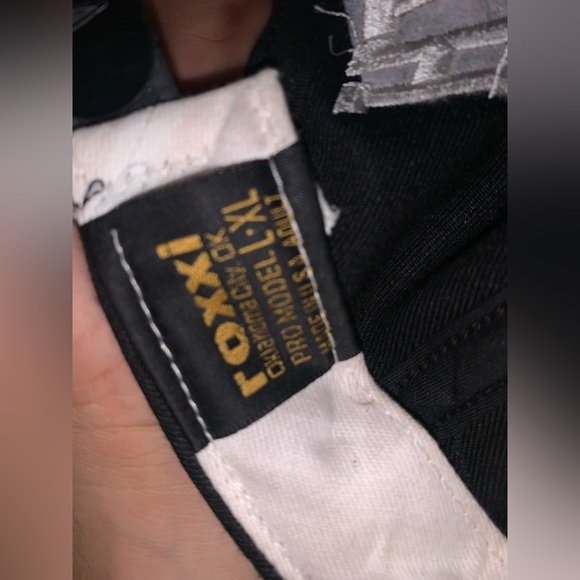 roxxi
Oklahoma City, OK
PRO MODEL L·XL
MADE IN U.S.A. ADULT